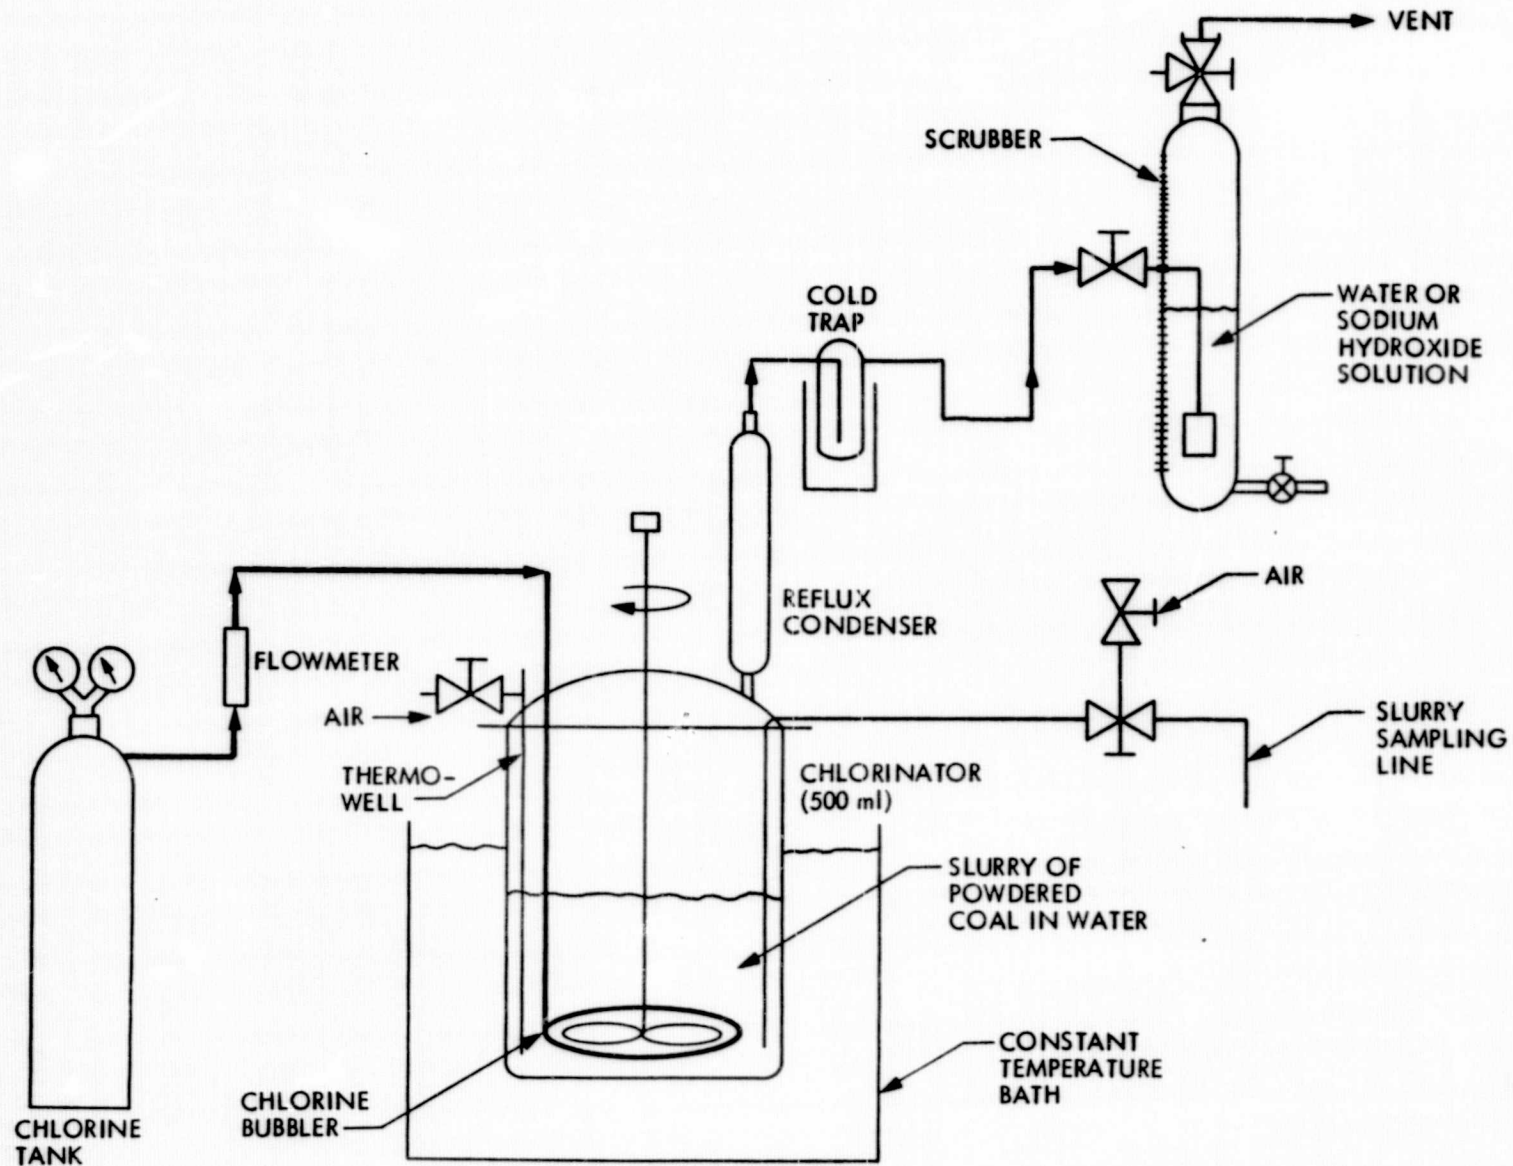 VENT
SCRUBBER
COLD
TRAP
WATER OR
SODIUM
HYDROXIDE
SOLUTION
REFLUX
CONDENSER
AIR
FLOWMETER
AIR
THERMO-
WELL
CHLORINATOR
(500 ml)
SLURRY
SAMPLING
LINE
SLURRY OF
POWDERED
COAL IN WATER
CONSTANT
TEMPERATURE
BATH
CHLORINE
BUBBLER
CHLORINE
TANK